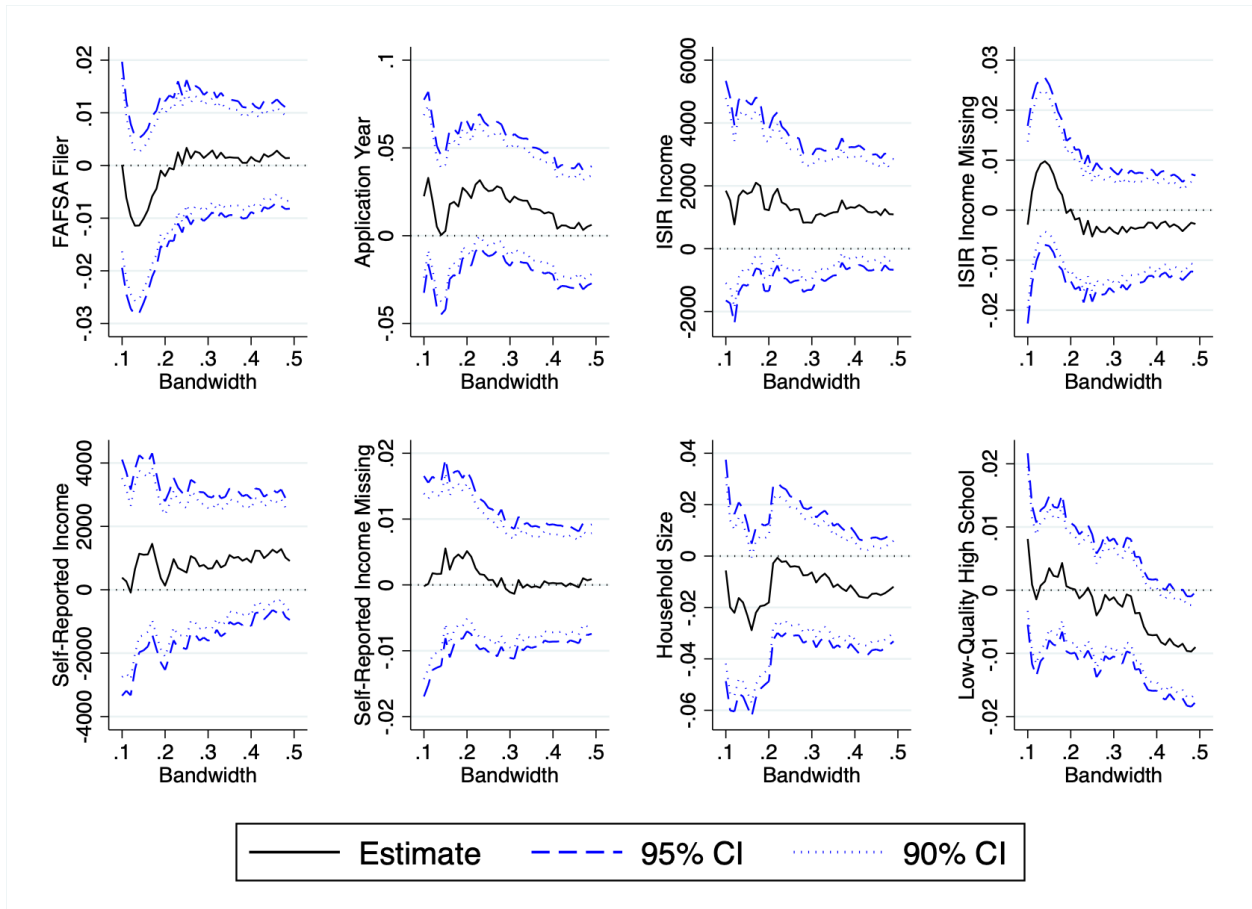 FAFSA Filer
.02
.01
0
-.01
-.02
-.03
.1 .2 .3 .4 .5
Bandwidth
Application Year
.1
.05
0
-.05
.1 .2 .3 .4 .5
Bandwidth
ISIR Income
6000
4000
2000
0
-2000
.1 .2 .3 .4 .5
Bandwidth
ISIR Income Missing
.03
.02
.01
0
-.01
-.02
.1 .2 .3 .4 .5
Bandwidth
Self-Reported Income
4000
2000
0
-2000
-4000
.1 .2 .3 .4 .5
Bandwidth
Self-Reported Income Missing
.02
.01
0
-.01
-.02
.1 .2 .3 .4 .5
Bandwidth
Household Size
.04
.02
0
-.02
-.04
-.06
.1 .2 .3 .4 .5
Bandwidth
Low-Quality High School
.02
.01
0
-.01
-.02
.1 .2 .3 .4 .5
Bandwidth
Estimate 95% CI 90% CI